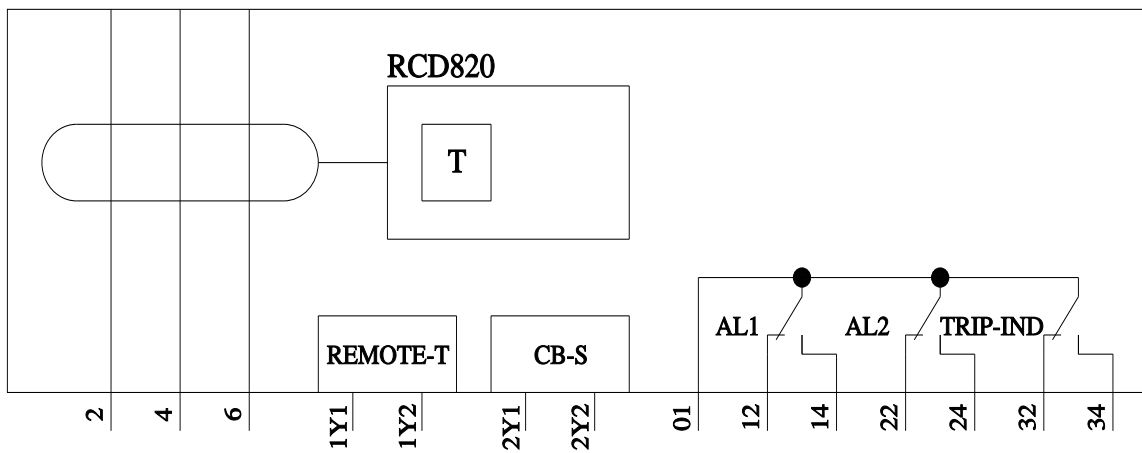 RCD820
T
AL1
AL2
TRIP-IND
REMOTE-T
CB-S
2
4
6
1Y1
1Y2
2Y1
2Y2
01
12
14
22
24
32
34